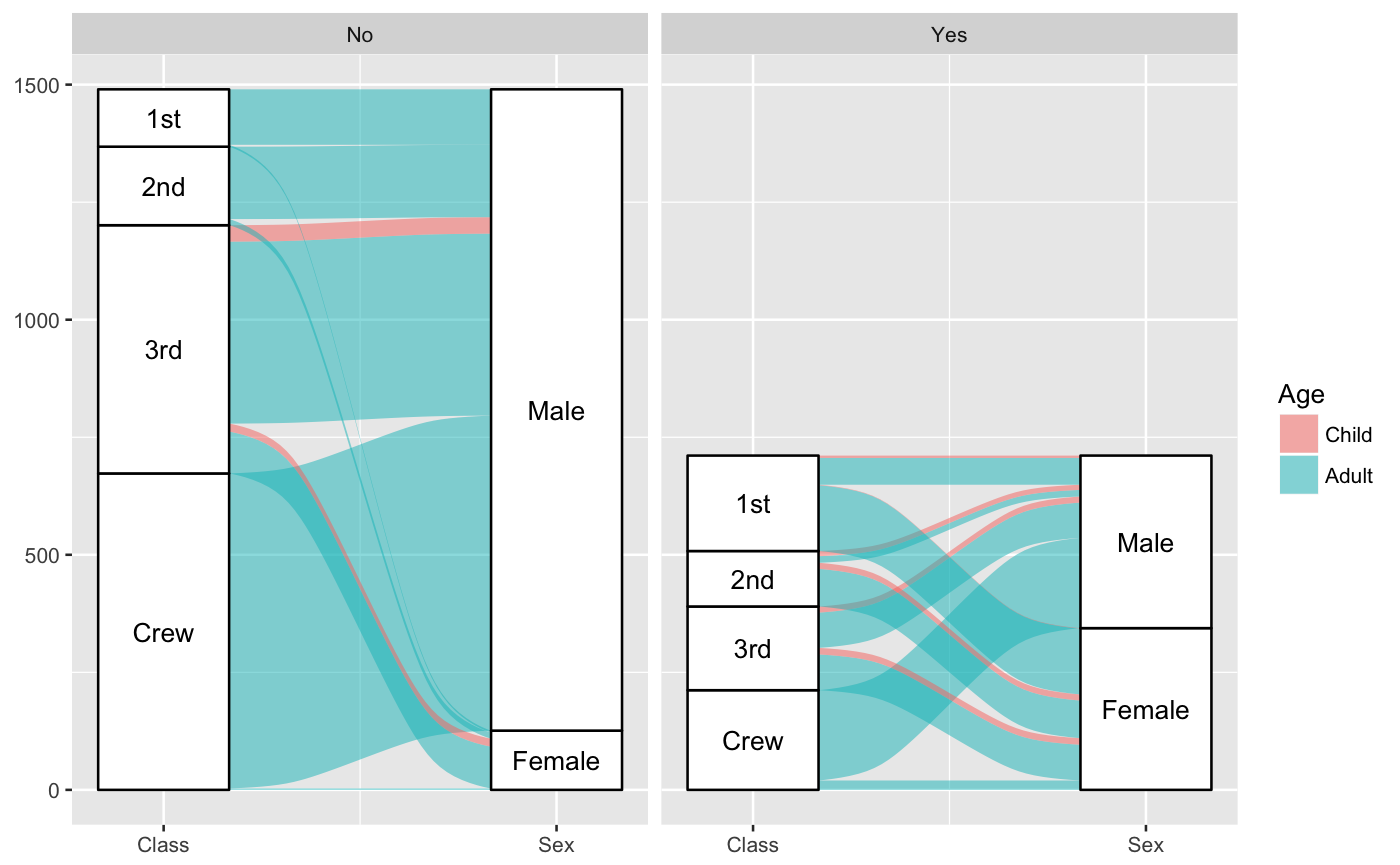 No
Yes
1500
1000
500
0
1st
2nd
3rd
Crew
Male
Female
Class
Sex
1st
2nd
3rd
Crew
Male
Female
Class
Sex
Age
Child
Adult